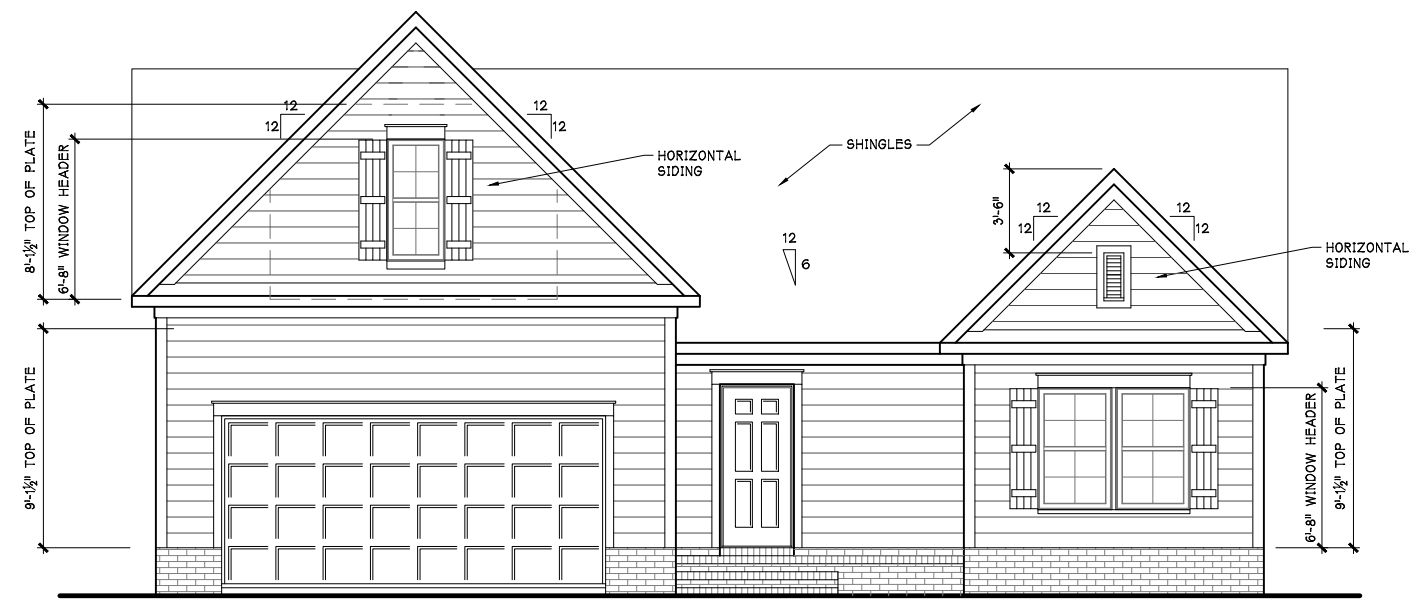 12
12
12
12
8'-1½" TOP OF PLATE
6'-8" WINDOW HEADER
HORIZONTAL
SIDING
SHINGLES
3'-6"
12
12
12
12
12
6
HORIZONTAL
SIDING
9'-1½" TOP OF PLATE
6'-8" WINDOW HEADER
9'-1½" TOP OF PLATE